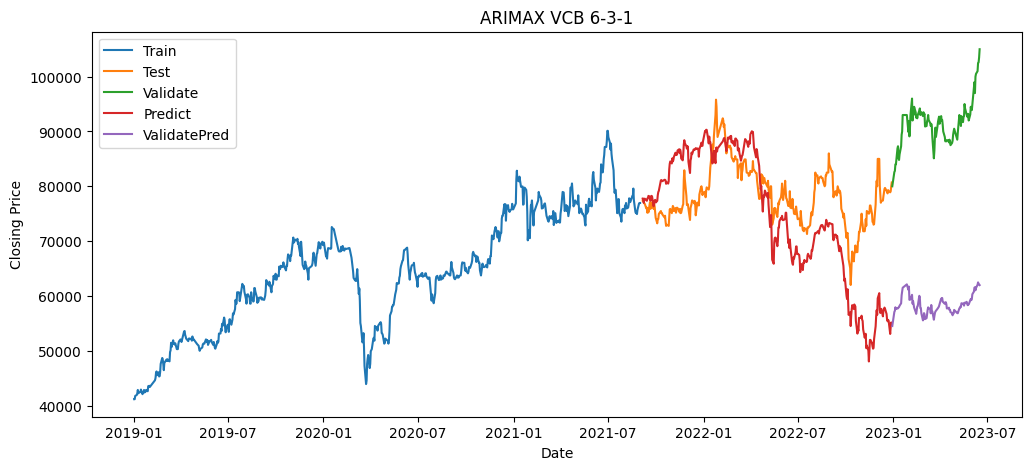 ARIMAX VCB 6-3-1
Train
Test
Validate
Predict
ValidatePred
Closing Price
100000
90000
80000
70000
60000
50000
40000
2019-01 2019-07 2020-01 2020-07 2021-01 2021-07 2022-01 2022-07 2023-01 2023-07
Date